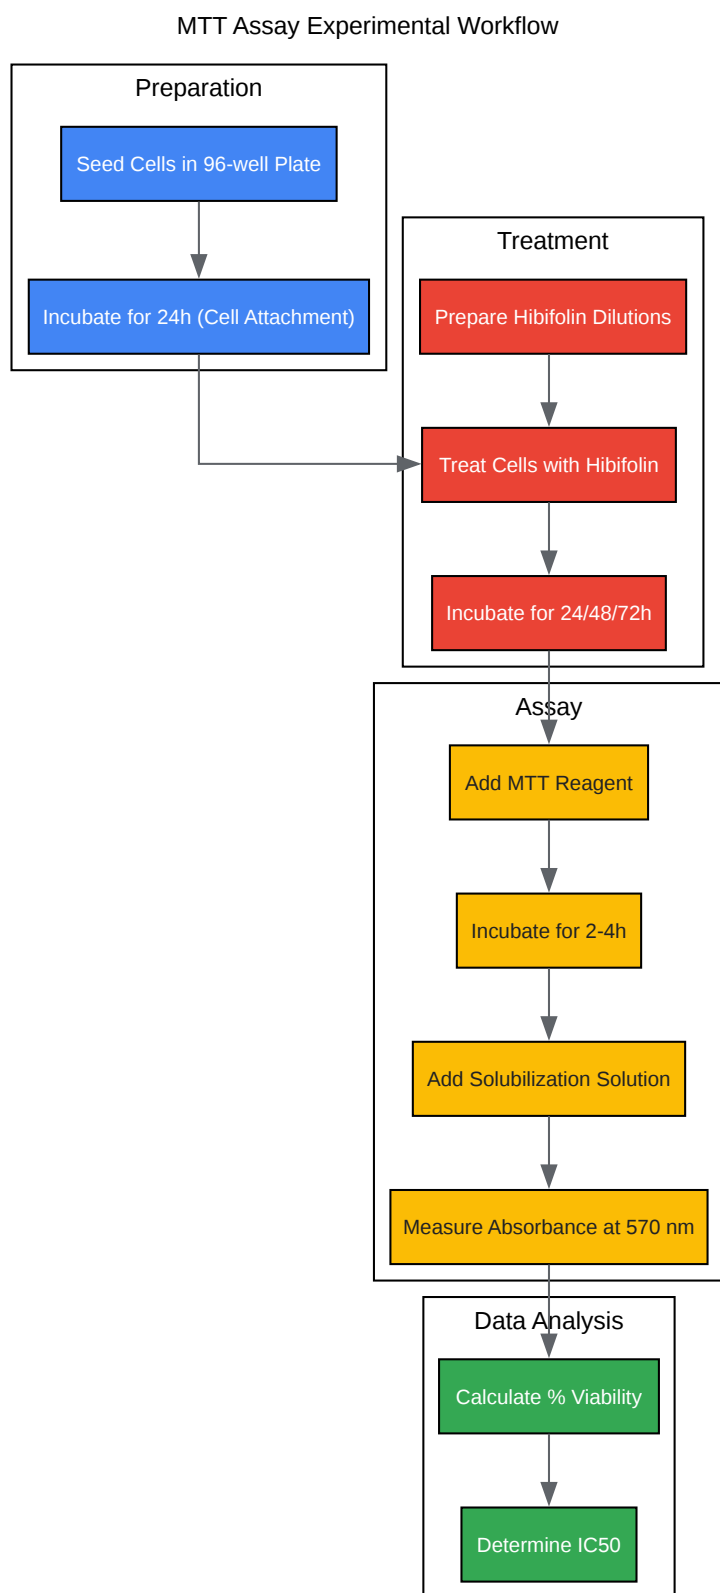 MTT Assay Experimental Workflow
Preparation
Seed Cells in 96-well Plate
Incubate for 24h (Cell Attachment)
Treatment
Prepare Hibifolin Dilutions
Treat Cells with Hibifolin
Incubate for 24/48/72h
Assay
Add MTT Reagent
Incubate for 2-4h
Add Solubilization Solution
Measure Absorbance at 570 nm
Data Analysis
Calculate % Viability
Determine IC50